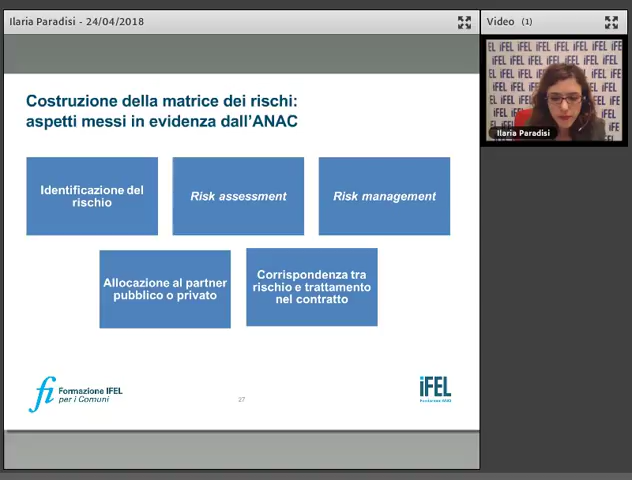 Ilaria Paradisi - 24/04/2018
Video (1)
Costruzione della matrice dei rischi:
aspetti messi in evidenza dall'ANAC
Identificazione del
rischio
Risk assessment
Risk management
Allocazione al partner
pubblico o privato
Corrispondenza tra
rischio e trattamento
nel contratto
fi Formazione IFEL
per i Comuni
27
iFEL
Ilaria Paradisi